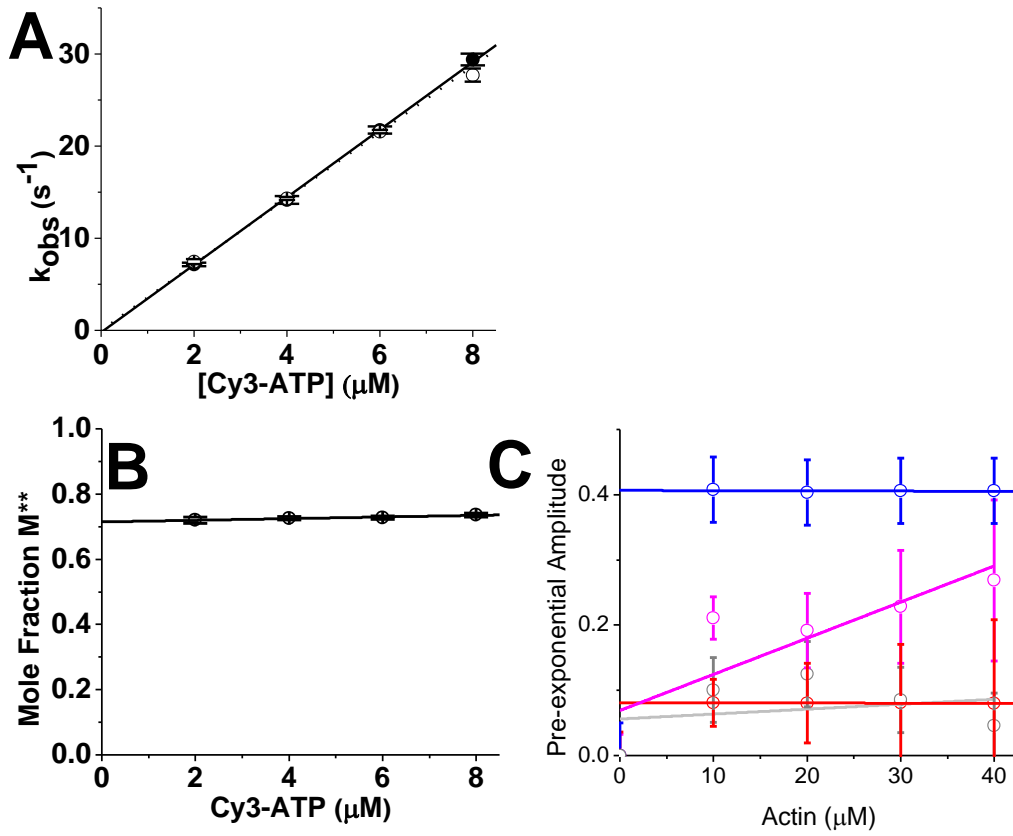 A
30
20
10
0
k_obs (s^-1)
0 2 4 6 8
[Cy3-ATP] (μM)
B
1.0
0.8
0.6
0.4
0.2
0.0
Mole Fraction M**
2 4 6 8
Cy3-ATP (μM)
C
0.4
0.2
0.0
Pre-exponential Amplitude
0 10 20 30 40
Actin (μM)